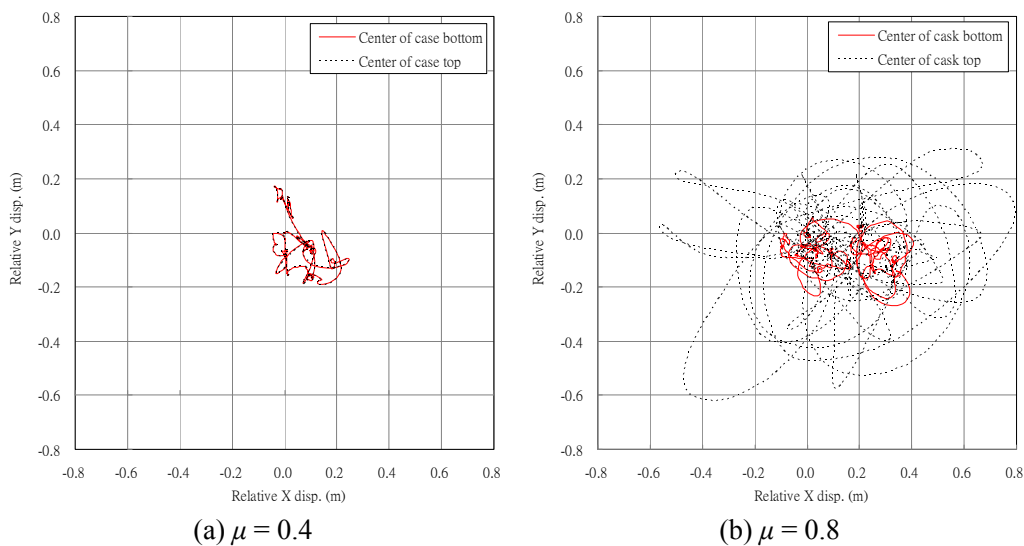 0.8
0.6
0.4
0.2
0.0
-0.2
-0.4
-0.6
-0.8
Relative Y disp. (m)
Center of case bottom
Center of case top
-0.8 -0.6 -0.4 -0.2 0.0 0.2 0.4 0.6 0.8
Relative X disp. (m)
(a) μ = 0.4
0.8
0.6
0.4
0.2
0.0
-0.2
-0.4
-0.6
-0.8
Relative Y disp. (m)
Center of cask bottom
Center of cask top
-0.8 -0.6 -0.4 -0.2 0.0 0.2 0.4 0.6 0.8
Relative X disp. (m)
(b) μ = 0.8